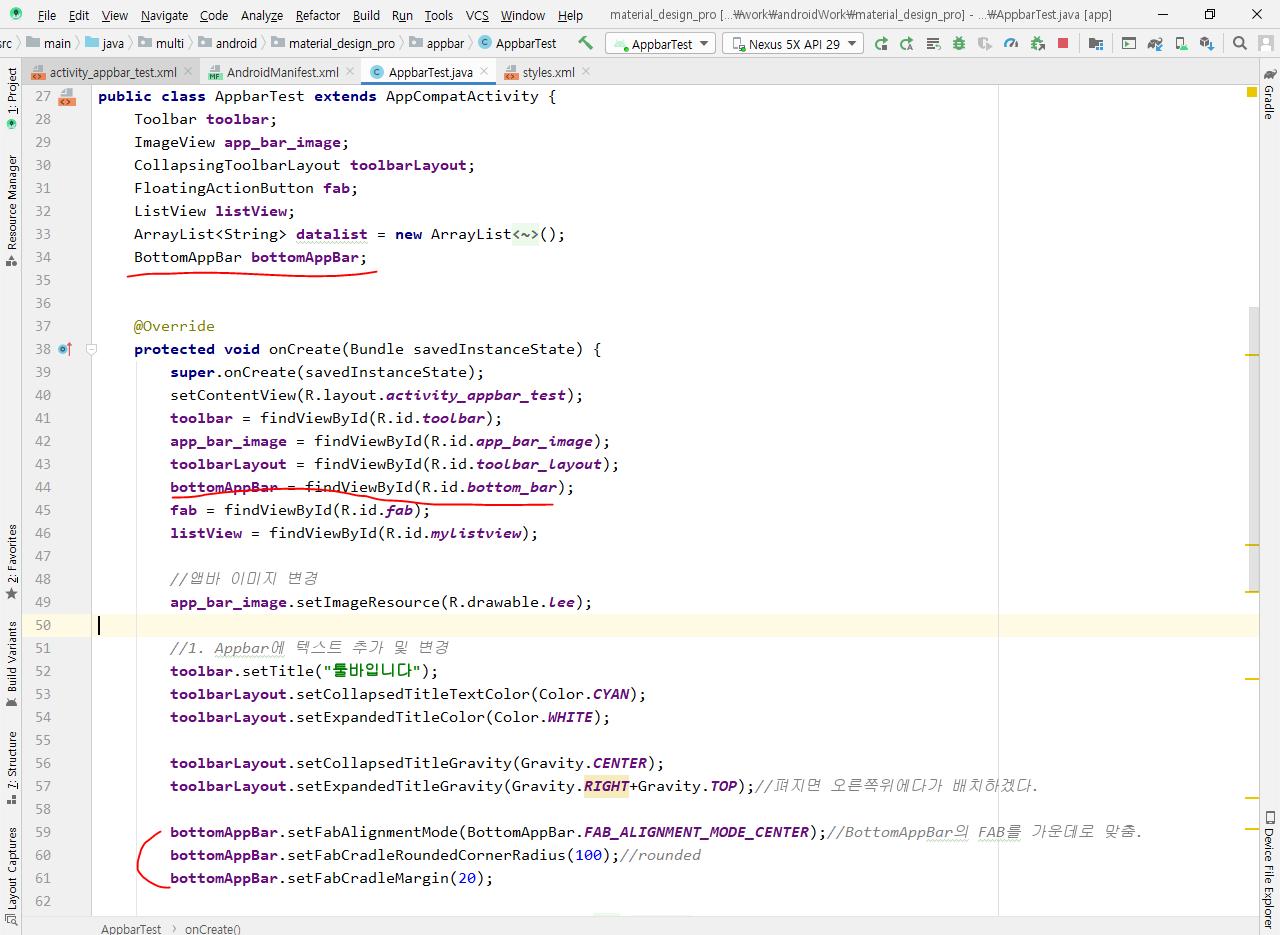 File Edit View Navigate Code Analyze Refactor Build Run Tools VCS Window Help material_design_pro [...₩work₩androidWork₩material_design_pro] - ...₩AppbarTest.java [app]
src main java multi android material_design_pro appbar AppbarTest AppbarTest Nexus 5X API 29
activity_appbar_test.xml AndroidManifest.xml AppbarTest.java styles.xml
1: Project
Resource Manager
2: Favorites
Build Variants
7: Structure
Layout Captures
Gradle
Device File Explorer
27 public class AppbarTest extends AppCompatActivity {
28 Toolbar toolbar;
29 ImageView app_bar_image;
30 CollapsingToolbarLayout toolbarLayout;
31 FloatingActionButton fab;
32 ListView listView;
33 ArrayList<String> datalist = new ArrayList<~>();
34 BottomAppBar bottomAppBar;
35
36
37 @Override
38 protected void onCreate(Bundle savedInstanceState) {
39 super.onCreate(savedInstanceState);
40 setContentView(R.layout.activity_appbar_test);
41 toolbar = findViewById(R.id.toolbar);
42 app_bar_image = findViewById(R.id.app_bar_image);
43 toolbarLayout = findViewById(R.id.toolbar_layout);
44 bottomAppBar = findViewById(R.id.bottom_bar);
45 fab = findViewById(R.id.fab);
46 listView = findViewById(R.id.mylistview);
47
48 //앱바 이미지 변경
49 app_bar_image.setImageResource(R.drawable.lee);
50
51 //1. Appbar에 텍스트 추가 및 변경
52 toolbar.setTitle("툴바입니다");
53 toolbarLayout.setCollapsedTitleTextColor(Color.CYAN);
54 toolbarLayout.setExpandedTitleColor(Color.WHITE);
55
56 toolbarLayout.setCollapsedTitleGravity(Gravity.CENTER);
57 toolbarLayout.setExpandedTitleGravity(Gravity.RIGHT+Gravity.TOP);//펴지면 오른쪽위에다가 배치하겠다.
58
59 bottomAppBar.setFabAlignmentMode(BottomAppBar.FAB_ALIGNMENT_MODE_CENTER);//BottomAppBar의 FAB를 가운데로 맞춤.
60 bottomAppBar.setFabCradleRoundedCornerRadius(100);//rounded
61 bottomAppBar.setFabCradleMargin(20);
62
AppbarTest › onCreate()